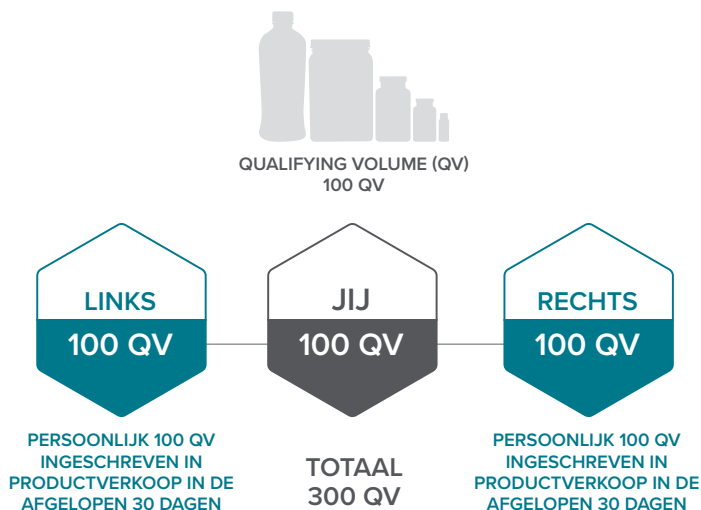 QUALIFYING VOLUME (QV)
100 QV
LINKS
100 QV
JIJ
100 QV
RECHTS
100 QV
PERSOONLIJK 100 QV
INGESCHREVEN IN
PRODUCTVERKOOP IN DE
AFGELOPEN 30 DAGEN
TOTAAL
300 QV
PERSOONLIJK 100 QV
INGESCHREVEN IN
PRODUCTVERKOOP IN DE
AFGELOPEN 30 DAGEN